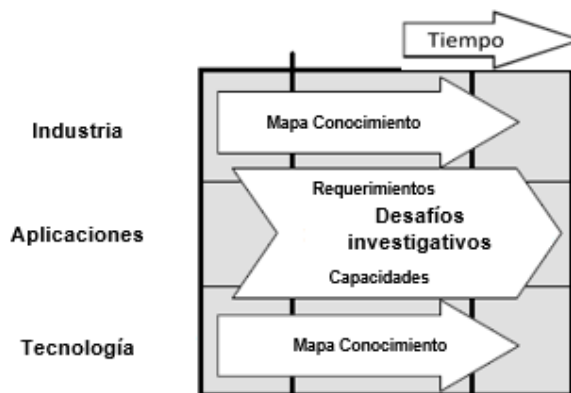 Tiempo
Industria
Mapa Conocimiento
Requerimientos
Aplicaciones
Desafíos
investigativos
Capacidades
Tecnología
Mapa Conocimiento